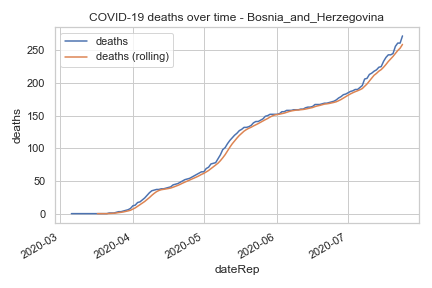 COVID-19 deaths over time - Bosnia_and_Herzegovina
deaths
deaths (rolling)
250
200
150
100
50
0
deaths
2020-03
2020-04
2020-05
2020-06
2020-07
dateRep